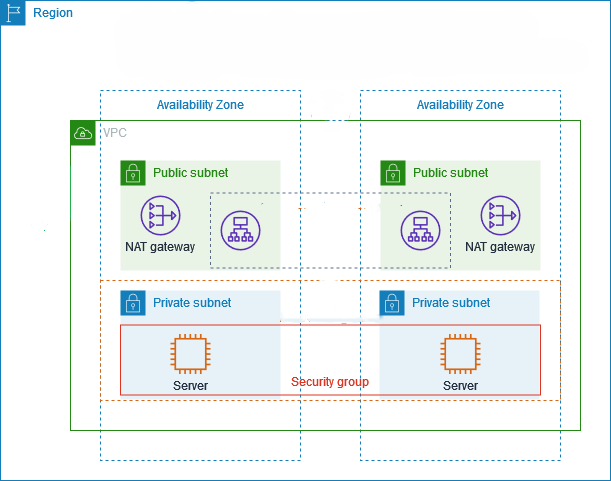 Region
Availability Zone
Availability Zone
VPC
Public subnet
Public subnet
NAT gateway
NAT gateway
Private subnet
Private subnet
Security group
Server
Server